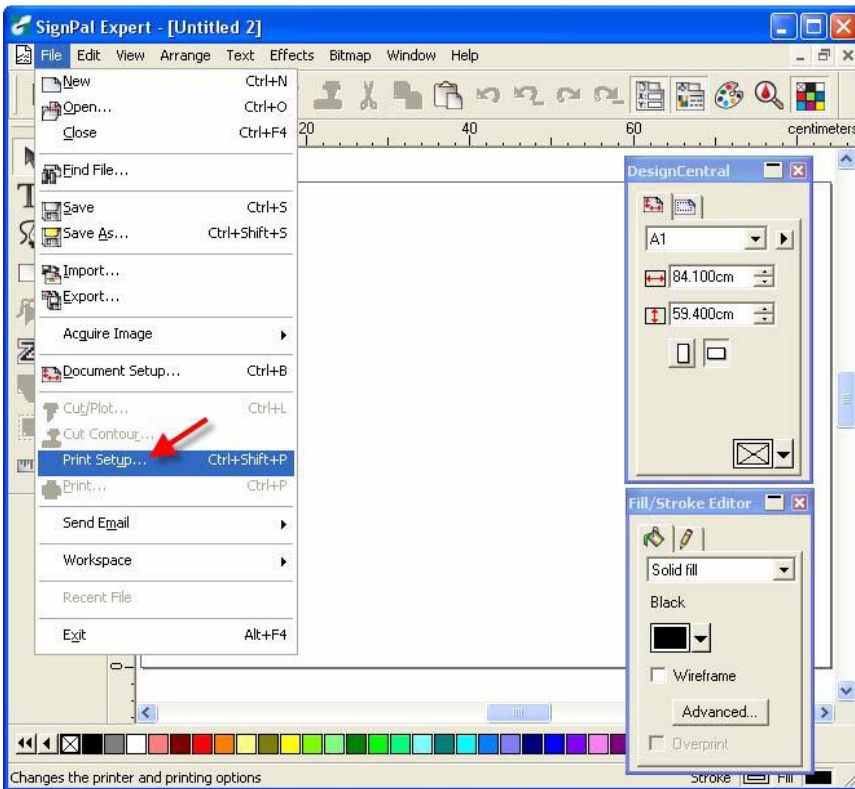 SignPal Expert - [Untitled 2]
File Edit View Arrange Text Effects Bitmap Window Help
New Ctrl+N
Open... Ctrl+O
Close Ctrl+F4
Find File...
Save Ctrl+S
Save As... Ctrl+Shift+S
Import...
Export...
Acquire Image
Document Setup... Ctrl+B
Cut/Plot... Ctrl+L
Cut Contour...
Print Setup... Ctrl+Shift+P
Print... Ctrl+P
Send Email
Workspace
Recent File
Exit Alt+F4
20 40 60 centimeters
0
DesignCentral
A1
84.100cm
59.400cm
Fill/Stroke Editor
Solid fill
Black
Wireframe
Advanced...
Overprint
Changes the printer and printing options
Stroke Fill